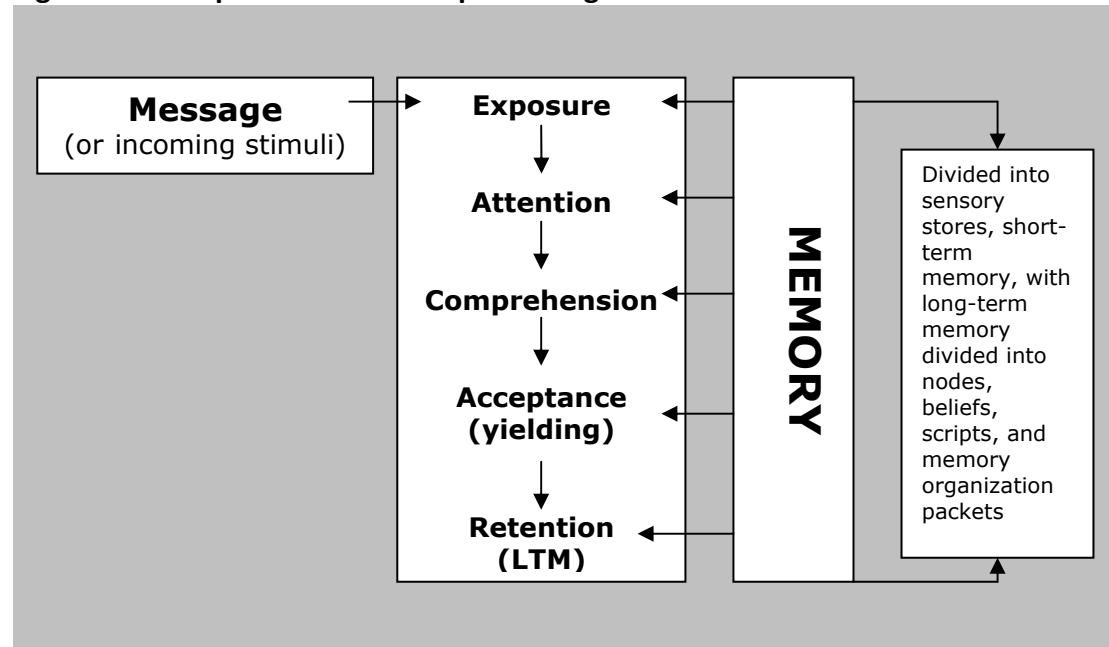 Message
(or incoming stimuli)
Exposure
Attention
Comprehension
Acceptance
(yielding)
Retention
(LTM)
MEMORY
Divided into
sensory
stores, short-
term
memory, with
long-term
memory
divided into
nodes,
beliefs,
scripts, and
memory
organization
packets